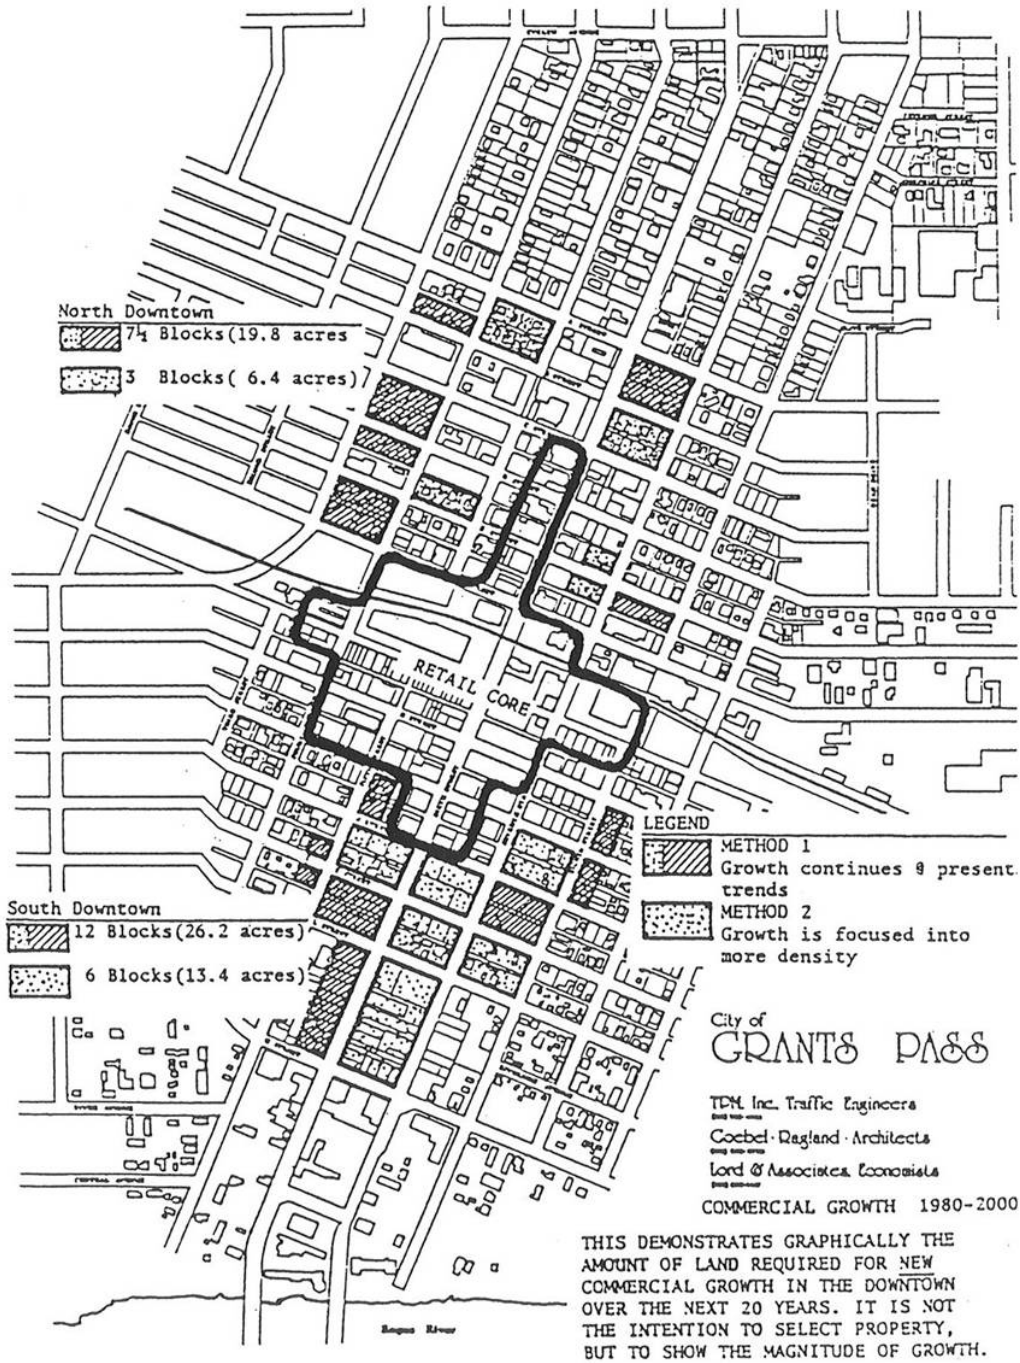 North Downtown
7½ Blocks(19.8 acres
3 Blocks( 6.4 acres)
RETAIL CORE
LEGEND
METHOD 1
Growth continues @ present
trends
METHOD 2
Growth is focused into
more density
South Downtown
12 Blocks(26.2 acres)
6 Blocks(13.4 acres)
City of
GRANTS PASS
TPM, Inc. Traffic Engineers
Goebel·Ragland·Architects
Lord & Associates, Economists
COMMERCIAL GROWTH 1980-2000
THIS DEMONSTRATES GRAPHICALLY THE
AMOUNT OF LAND REQUIRED FOR NEW
COMMERCIAL GROWTH IN THE DOWNTOWN
OVER THE NEXT 20 YEARS. IT IS NOT
THE INTENTION TO SELECT PROPERTY,
BUT TO SHOW THE MAGNITUDE OF GROWTH.
CENTRAL AVENUE
Rogue River